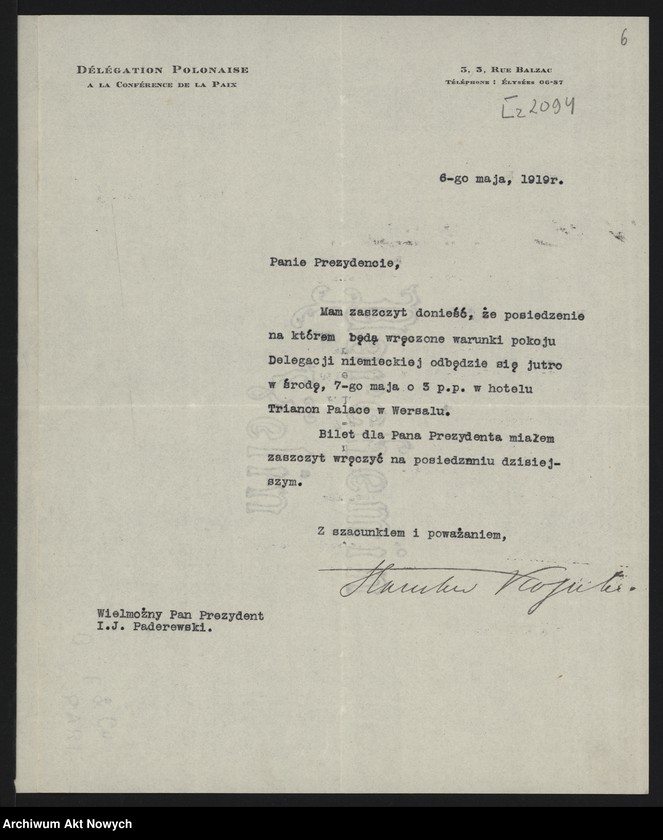 6
DÉLÉGATION POLONAISE
A LA CONFÉRENCE DE LA PAIX
3, 5, RUE BALZAC
TÉLÉPHONE : ÉLYSÉES 06-87
2094
6-go maja, 1919r.
Panie Prezydencie,
Mam zaszczyt donieść, że posiedzenie
na którem będą wręczone warunki pokoju
Delegacji niemieckiej odbędzie się jutro
w środę, 7-go maja o 3 p.p. w hotelu
Trianon Palace w Wersalu.
Bilet dla Pana Prezydenta miałem
zaszczyt wręczyć na posiedzeniu dzisiej-
szym.
Z szacunkiem i poważaniem,
Wielmożny Pan Prezydent
I.J. Paderewski.
Archiwum Akt Nowych